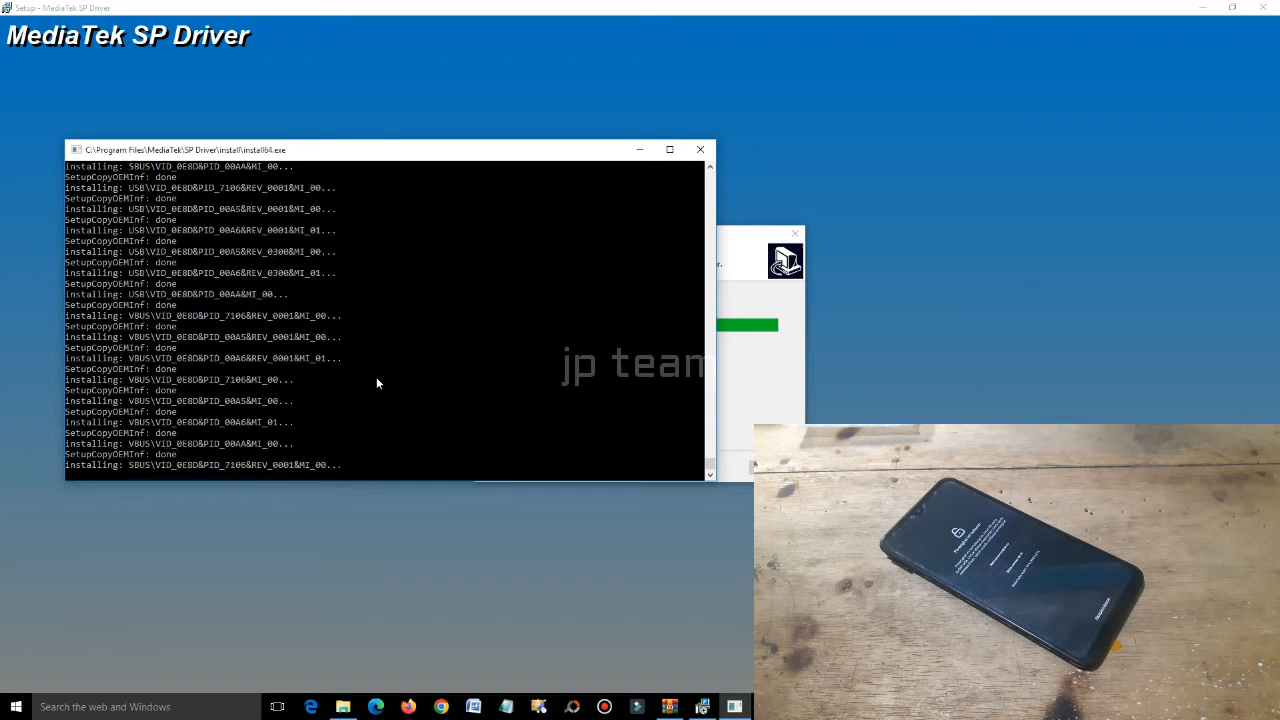 Setup - MediaTek SP Driver
MediaTek SP Driver
C:\Program Files\MediaTek\SP Driver\install\install64.exe
installing: SBUS\VID_0E8D&PID_00AA&MI_00...
SetupCopyOEMInf: done
installing: USB\VID_0E8D&PID_7106&REV_0001&MI_00...
SetupCopyOEMInf: done
installing: USB\VID_0E8D&PID_00A5&REV_0001&MI_00...
SetupCopyOEMInf: done
installing: USB\VID_0E8D&PID_00A6&REV_0001&MI_01...
SetupCopyOEMInf: done
installing: USB\VID_0E8D&PID_00A5&REV_0300&MI_00...
SetupCopyOEMInf: done
installing: USB\VID_0E8D&PID_00A6&REV_0300&MI_01...
SetupCopyOEMInf: done
installing: USB\VID_0E8D&PID_00AA&MI_00...
SetupCopyOEMInf: done
installing: VBUS\VID_0E8D&PID_7106&REV_0001&MI_00...
SetupCopyOEMInf: done
installing: VBUS\VID_0E8D&PID_00A5&REV_0001&MI_00...
SetupCopyOEMInf: done
installing: VBUS\VID_0E8D&PID_00A6&REV_0001&MI_01...
SetupCopyOEMInf: done
installing: VBUS\VID_0E8D&PID_7106&MI_00...
SetupCopyOEMInf: done
installing: VBUS\VID_0E8D&PID_00A5&MI_00...
SetupCopyOEMInf: done
installing: VBUS\VID_0E8D&PID_00A6&MI_01...
SetupCopyOEMInf: done
installing: VBUS\VID_0E8D&PID_00AA&MI_00...
SetupCopyOEMInf: done
installing: SBUS\VID_0E8D&PID_7106&REV_0001&MI_00...
r.
jp team
Search the web and Windows